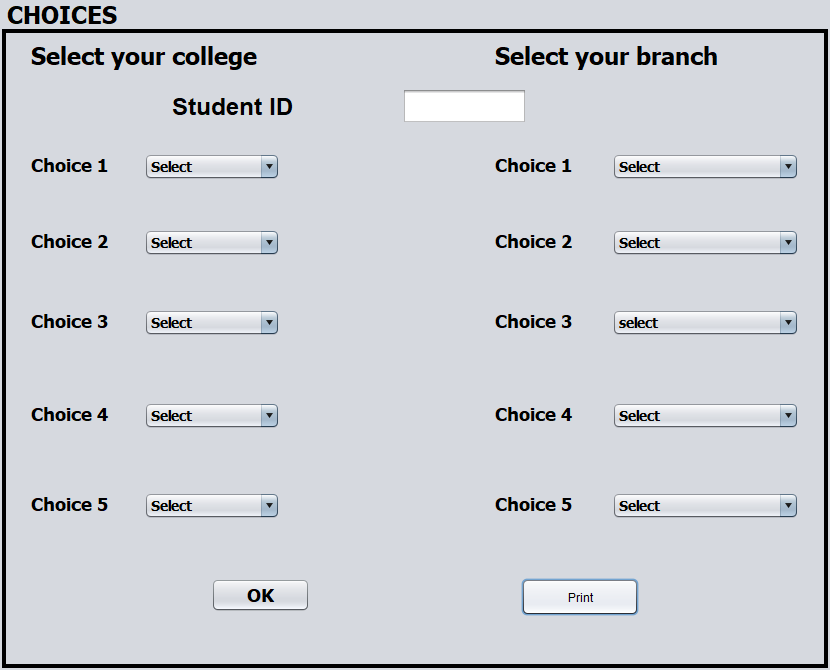 CHOICES
Select your college Select your branch
Student ID
Choice 1 Select Choice 1 Select
Choice 2 Select Choice 2 Select
Choice 3 Select Choice 3 select
Choice 4 Select Choice 4 Select
Choice 5 Select Choice 5 Select
OK Print